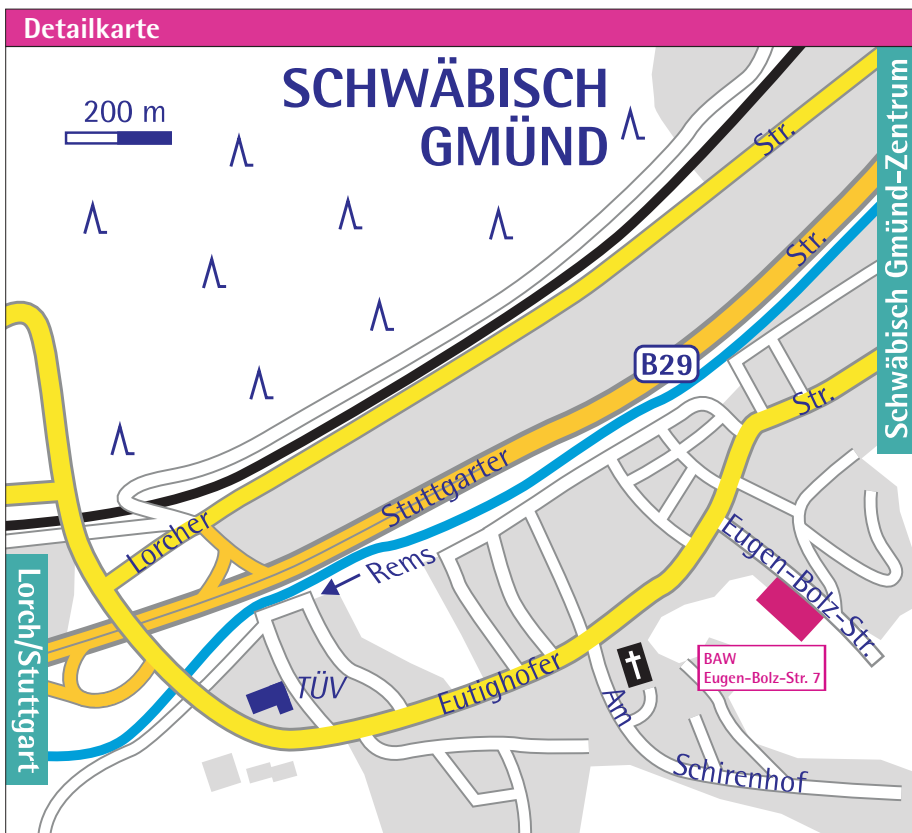 Detailkarte
SCHWÄBISCH
GMÜND
200 m
Str.
Str.
Schwäbisch Gmünd-Zentrum
B29
Str.
Stuttgarter
Lorcher
Rems
Eugen-Bolz-Str.
Lorch/Stuttgart
BAW
Eugen-Bolz-Str. 7
TÜV
Eutighofer
Am
Schirenhof